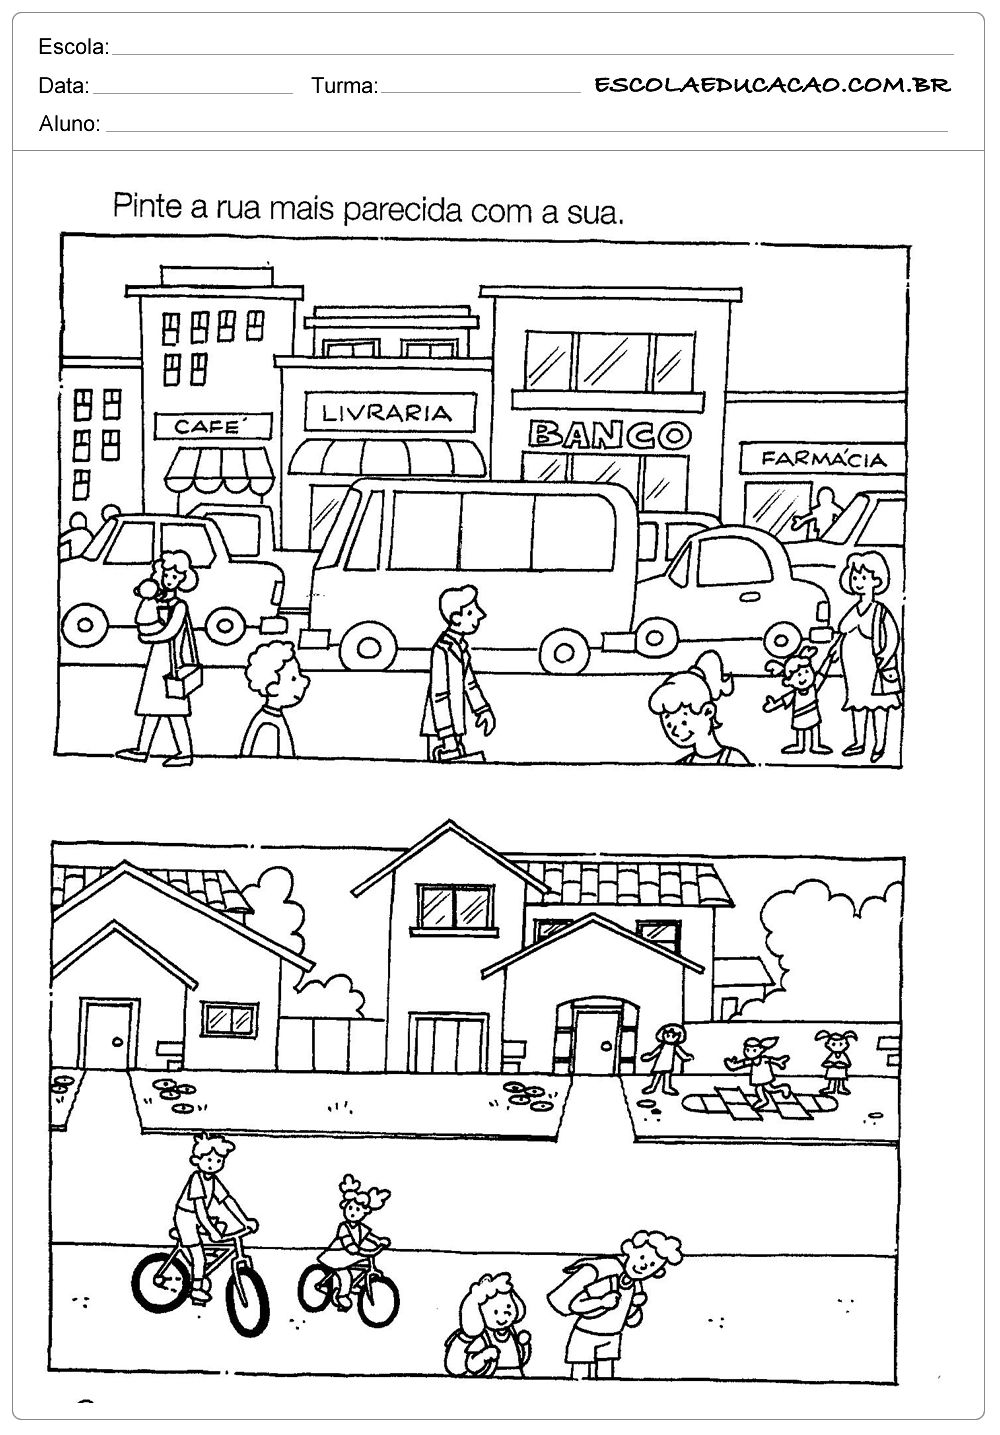 Escola:
Data: Turma: ESCOLAEDUCACAO.COM.BR
Aluno:
Pinte a rua mais parecida com a sua.
CAFÉ
LIVRARIA
BANCO
FARMÁCIA